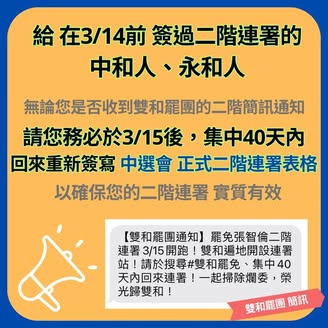 給 在3/14前 簽過二階連署的
中和人、永和人
無論您是否收到雙和罷團的二階簡訊通知
請您務必於3/15後，集中40天內
回來重新簽寫 中選會 正式二階連署表格
以確保您的二階連署 實質有效
【雙和罷團通知】罷免張智倫二階
連署3/15開跑！雙和遍地開設連署
站！請於搜尋#雙和罷免、集中40
天內回來連署！一起掃除爛委，榮
光歸雙和！
雙和罷團 簡訊